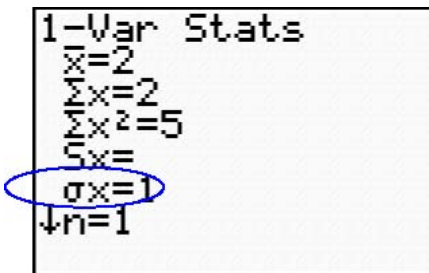 1-Var Stats
x̄=2
Σx=2
Σx²=5
Sx=
σx=1
↓n=1